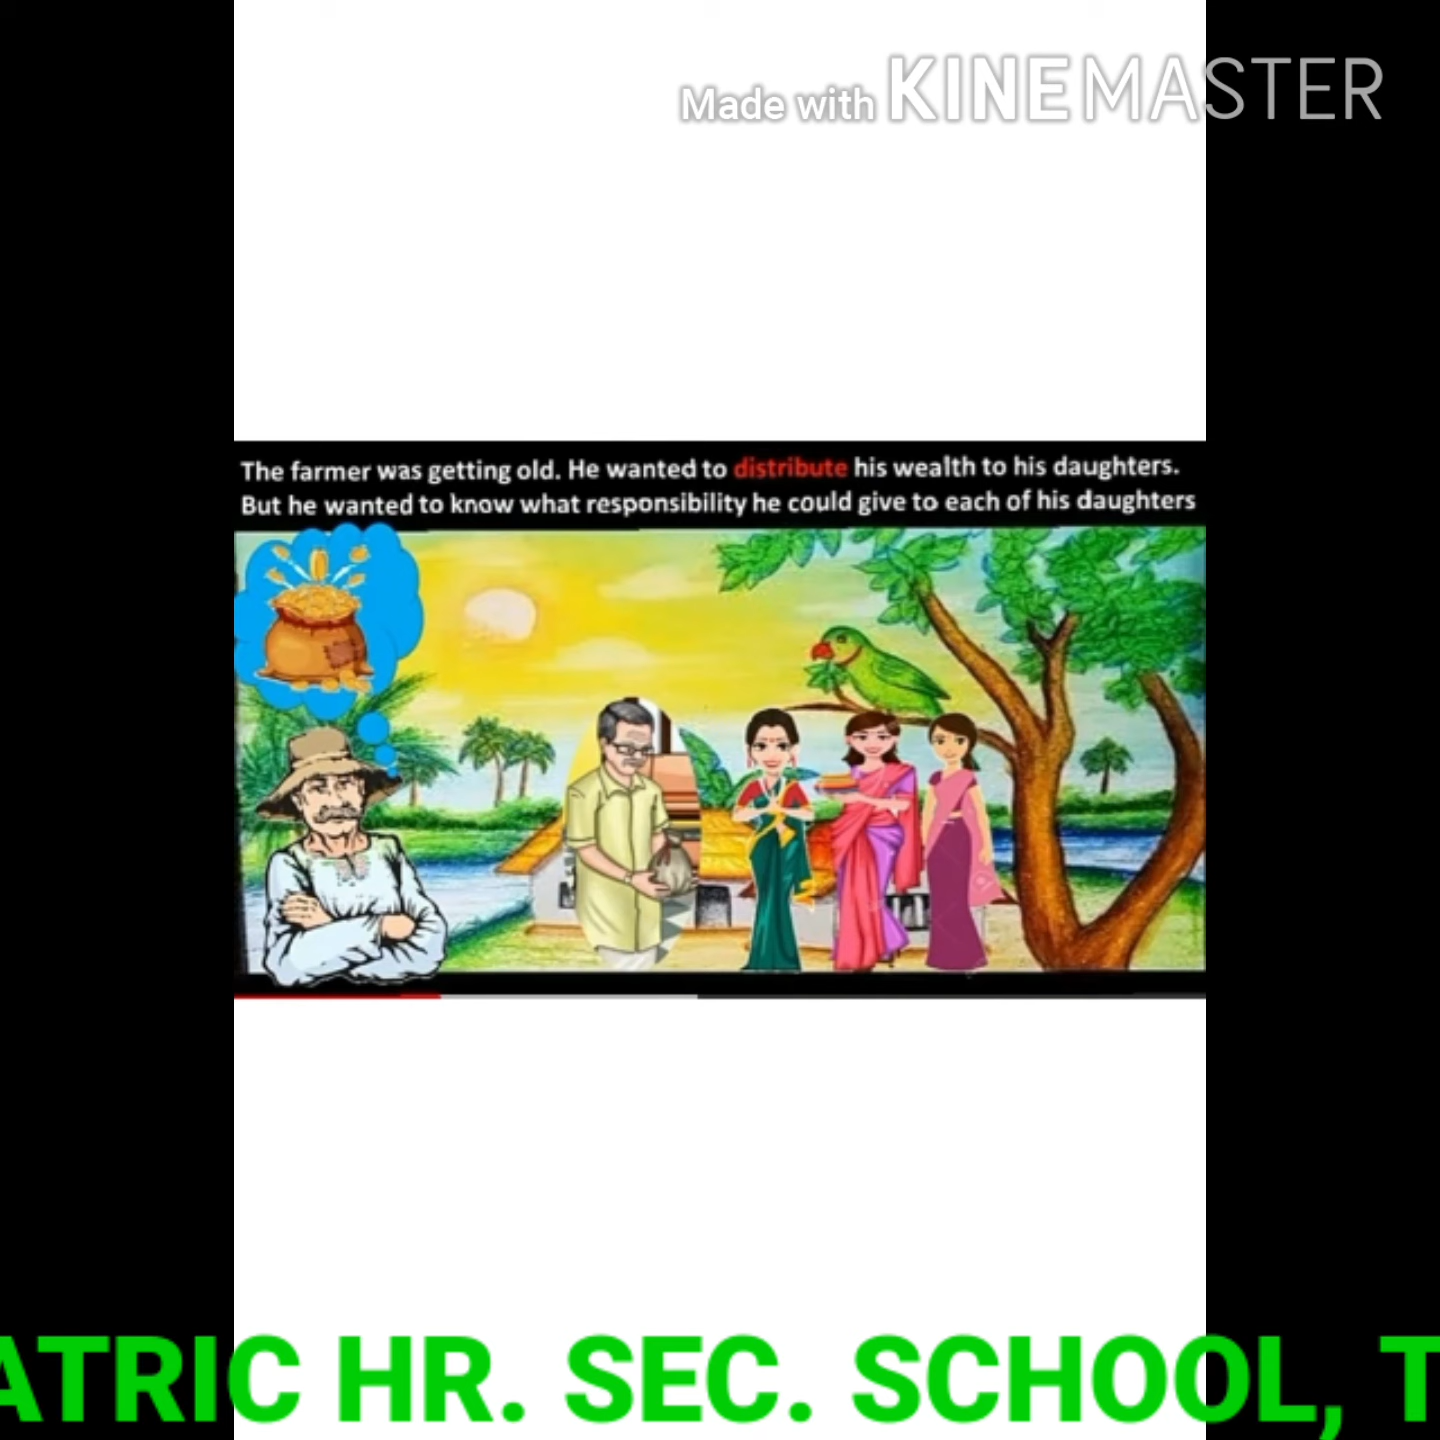 Made with KINEMASTER
The farmer was getting old. He wanted to distribute his wealth to his daughters.
But he wanted to know what responsibility he could give to each of his daughters
ATRIC HR. SEC. SCHOOL, T